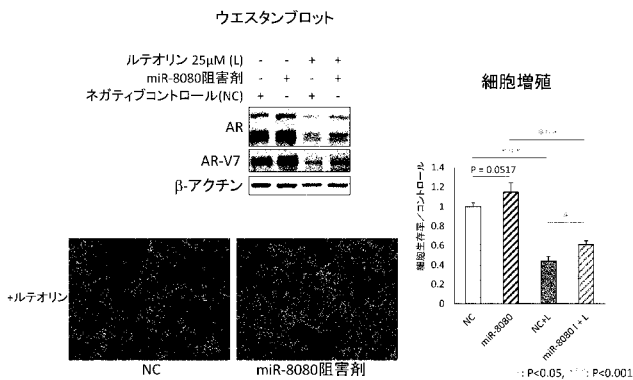 ウエスタンブロット
ルテオリン 25μM (L) - - + +
miR-8080阻害剤 - + - +
ネガティブコントロール(NC) + - + -
AR
AR-V7
β-アクチン
+ルテオリン
NC
miR-8080阻害剤
細胞増殖
P = 0.0517
細胞生存率/コントロール
1.4
1.2
1
0.8
0.6
0.4
0.2
0
NC
miR-8080
NC+L
miR-8080 I + L
: P<0.05, : P<0.001